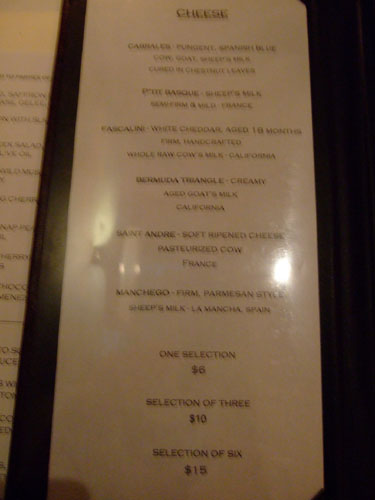 CHEESE
CABRALES - PUNGENT, SPANISH BLUE
COW, GOAT, SHEEP'S MILK
CURED IN CHESTNUT LEAVES
P'TIT BASQUE - SHEEP'S MILK
SEMI-FIRM & MILD - FRANCE
FASCALINI - WHITE CHEDDAR, AGED 18 MONTHS
FIRM, HANDCRAFTED
WHOLE RAW COW'S MILK - CALIFORNIA
BERMUDA TRIANGLE - CREAMY
AGED GOAT'S MILK
CALIFORNIA
SAINT ANDRE - SOFT RIPENED CHEESE
PASTEURIZED COW
FRANCE
MANCHEGO - FIRM, PARMESAN STYLE
SHEEP'S MILK - LA MANCHA, SPAIN
ONE SELECTION
$6
SELECTION OF THREE
$10
SELECTION OF SIX
$15